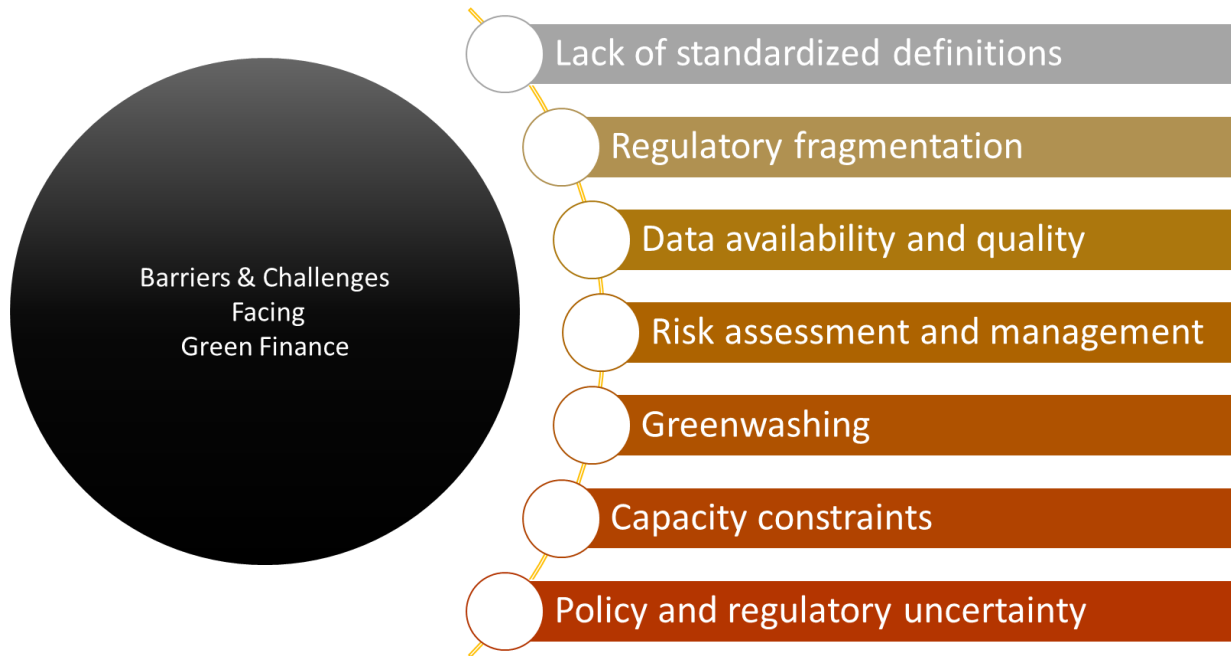 Barriers & Challenges
Facing
Green Finance
Lack of standardized definitions
Regulatory fragmentation
Data availability and quality
Risk assessment and management
Greenwashing
Capacity constraints
Policy and regulatory uncertainty